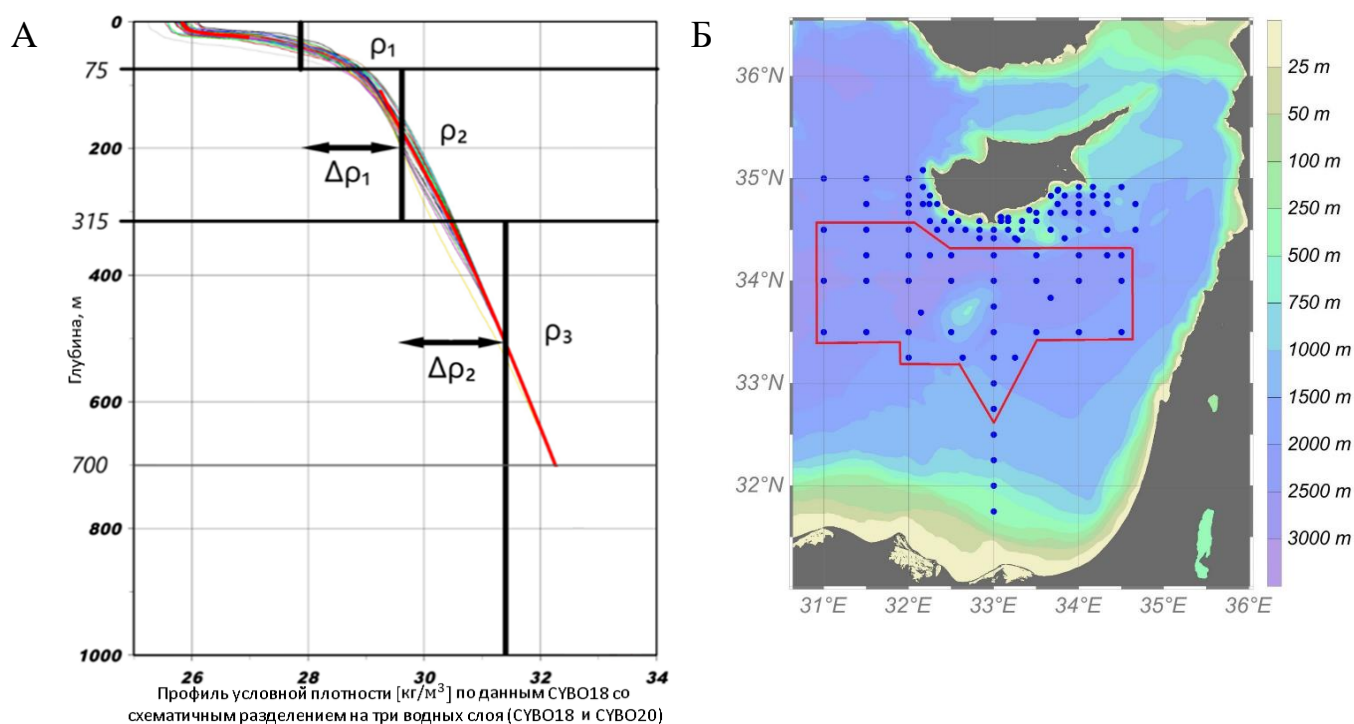 А
0
75
200
315
400
600
700
800
1000
Глубина, м
ρ₁
ρ₂
ρ₃
Δρ₁
Δρ₂
26
28
30
32
34
Профиль условной плотности [кг/м³] по данным CYBO18 со
схематичным разделением на три водных слоя (CYBO18 и CYBO20)
Б
36°N
35°N
34°N
33°N
32°N
31°E
32°E
33°E
34°E
35°E
36°E
25 m
50 m
100 m
250 m
500 m
750 m
1000 m
1500 m
2000 m
2500 m
3000 m